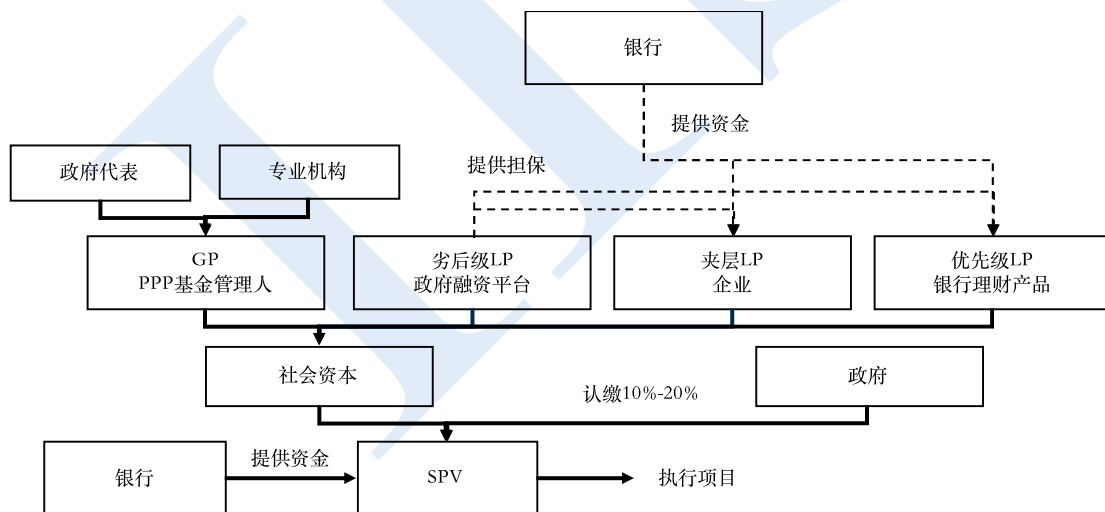 银行
提供资金
提供担保
政府代表
专业机构
GP
PPP基金管理人
劣后级LP
政府融资平台
夹层LP
企业
优先级LP
银行理财产品
社会资本
认缴10%-20%
政府
银行
提供资金
SPV
执行项目